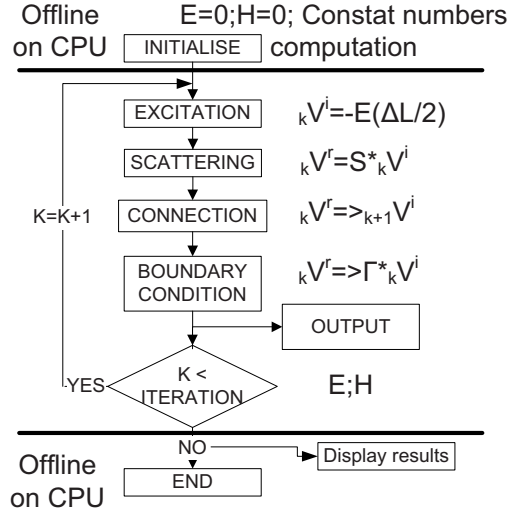 Offline
on CPU
E=0;H=0; Constat numbers
computation
INITIALISE
EXCITATION
ₖVⁱ=-E(ΔL/2)
SCATTERING
ₖVʳ=S*ₖVⁱ
K=K+1
CONNECTION
ₖVʳ=>ₖ₊₁Vⁱ
BOUNDARY
CONDITION
ₖVʳ=>Γ*ₖVⁱ
OUTPUT
YES
K <
ITERATION
E;H
NO
Display results
Offline
on CPU
END